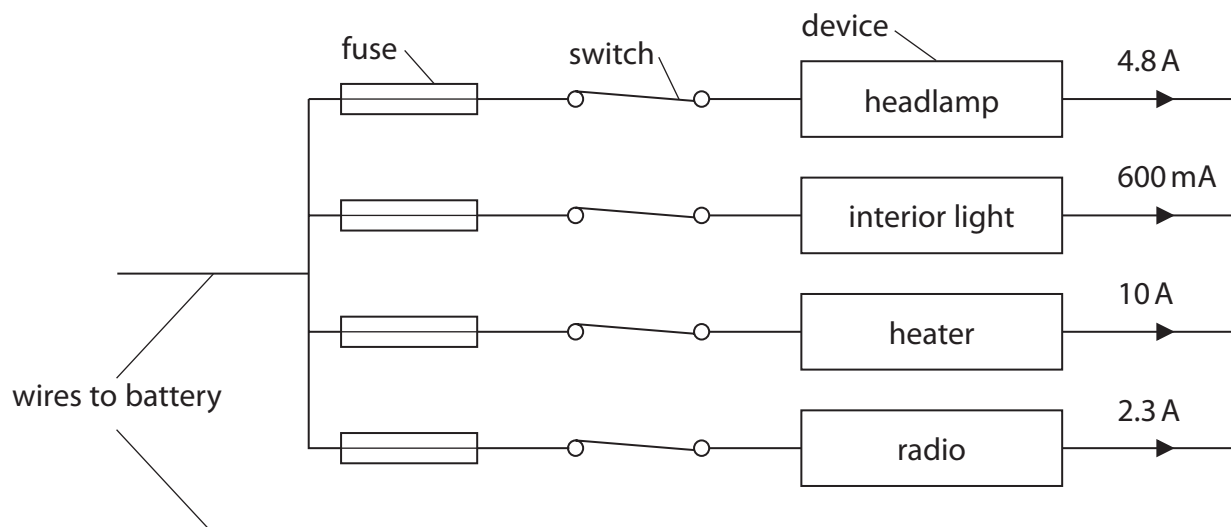 fuse
switch
device
4.8 A
headlamp
600 mA
interior light
10 A
heater
wires to battery
2.3 A
radio